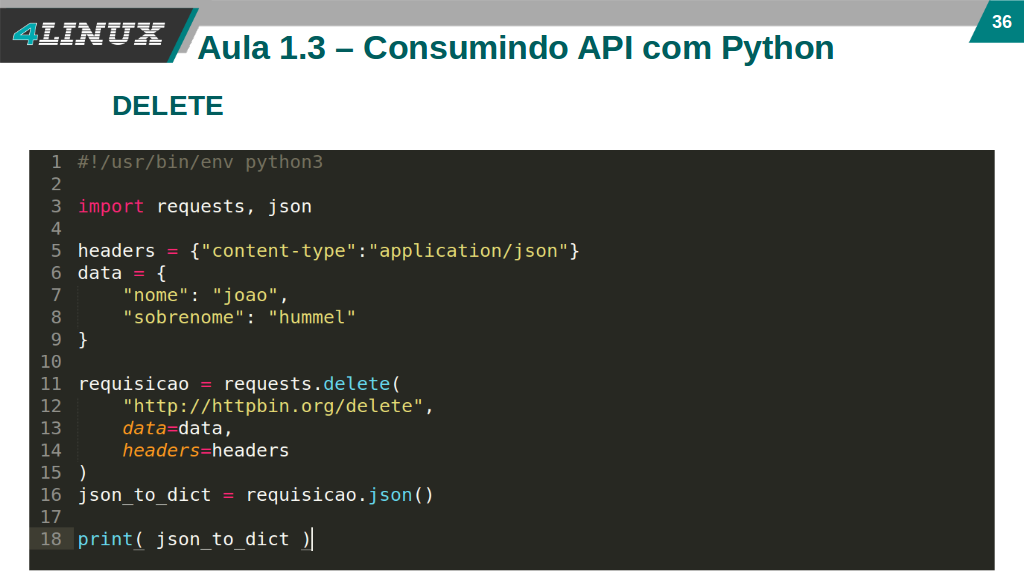 4LINUX
Aula 1.3 – Consumindo API com Python
36
DELETE
1 #!/usr/bin/env python3
2
3 import requests, json
4
5 headers = {"content-type":"application/json"}
6 data = {
7     "nome": "joao",
8     "sobrenome": "hummel"
9 }
10
11 requisicao = requests.delete(
12     "http://httpbin.org/delete",
13     data=data,
14     headers=headers
15 )
16 json_to_dict = requisicao.json()
17
18 print( json_to_dict )